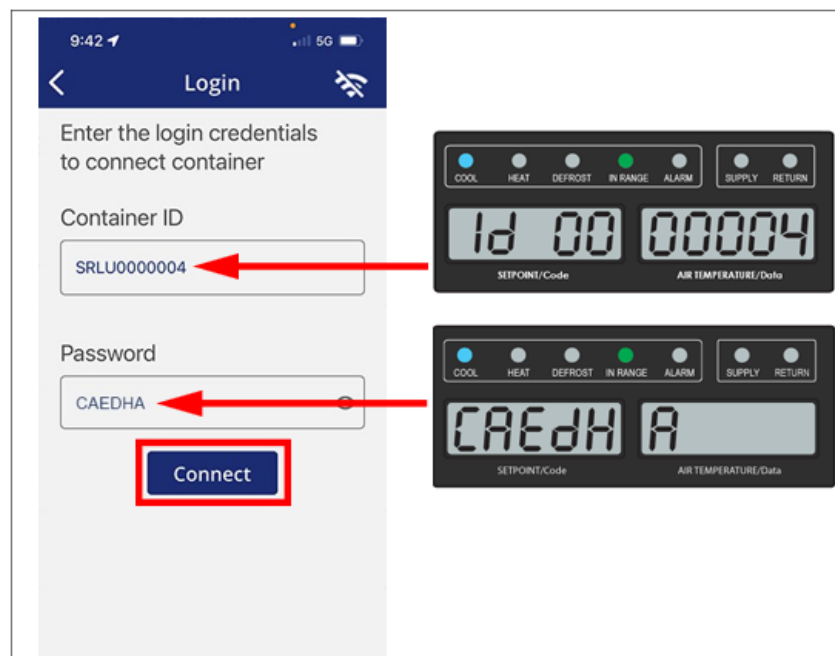 9:42
5G
Login
Enter the login credentials
to connect container
Container ID
SRLU0000004
Password
CAEDHA
Connect
COOL HEAT DEFROST IN RANGE ALARM SUPPLY RETURN
Id 00 00004
SETPOINT/Code AIR TEMPERATURE/Data
COOL HEAT DEFROST IN RANGE ALARM SUPPLY RETURN
CAEdH A
SETPOINT/Code AIR TEMPERATURE/Data